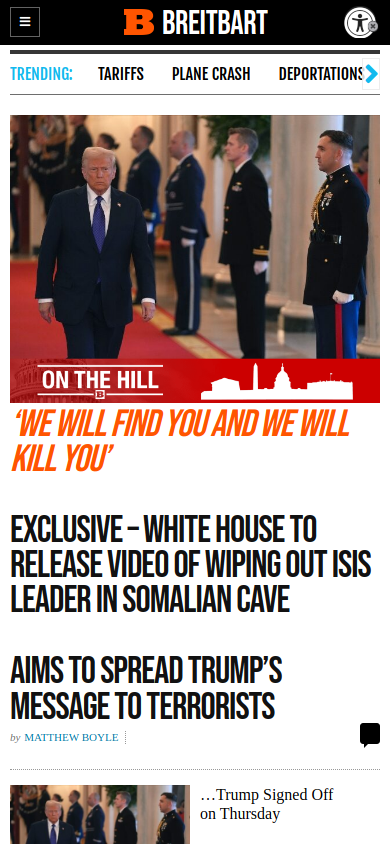 BREITBART
TRENDING:
TARIFFS
PLANE CRASH
DEPORTATIONS
ON THE HILL
‘WE WILL FIND YOU AND WE WILL
KILL YOU’
EXCLUSIVE – WHITE HOUSE TO
RELEASE VIDEO OF WIPING OUT ISIS
LEADER IN SOMALIAN CAVE
AIMS TO SPREAD TRUMP’S
MESSAGE TO TERRORISTS
by MATTHEW BOYLE
…Trump Signed Off
on Thursday